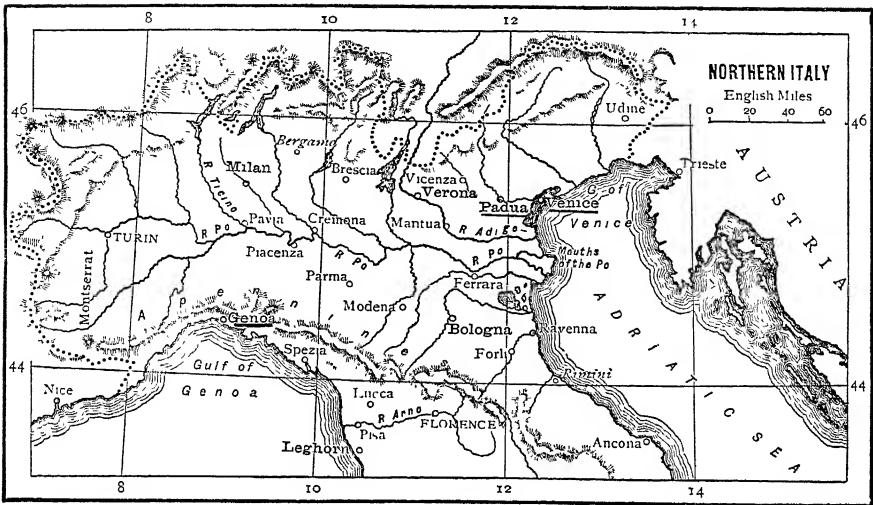 8
10
12
14
NORTHERN ITALY
English Miles
0 20 40 60
46
46
Udine
Trieste
AUSTRIA
Bergamo
Milan
Brescia
Vicenza
Verona
R Ticino
Padua
Venice
G. of
Venice
Pavia
Cremona
Mantua
R Adige
TURIN
R Po
Piacenza
R Po
R Po
Mouths
of the Po
Parma
Ferrara
Montserrat
Modena
Apennines
Genoa
Bologna
Ravenna
ADRIATIC SEA
Spezia
Forli
44
Gulf of
Genoa
Rimini
44
Nice
Lucca
R Arno
FLORENCE
Pisa
Leghorn
Ancona
8
10
12
14